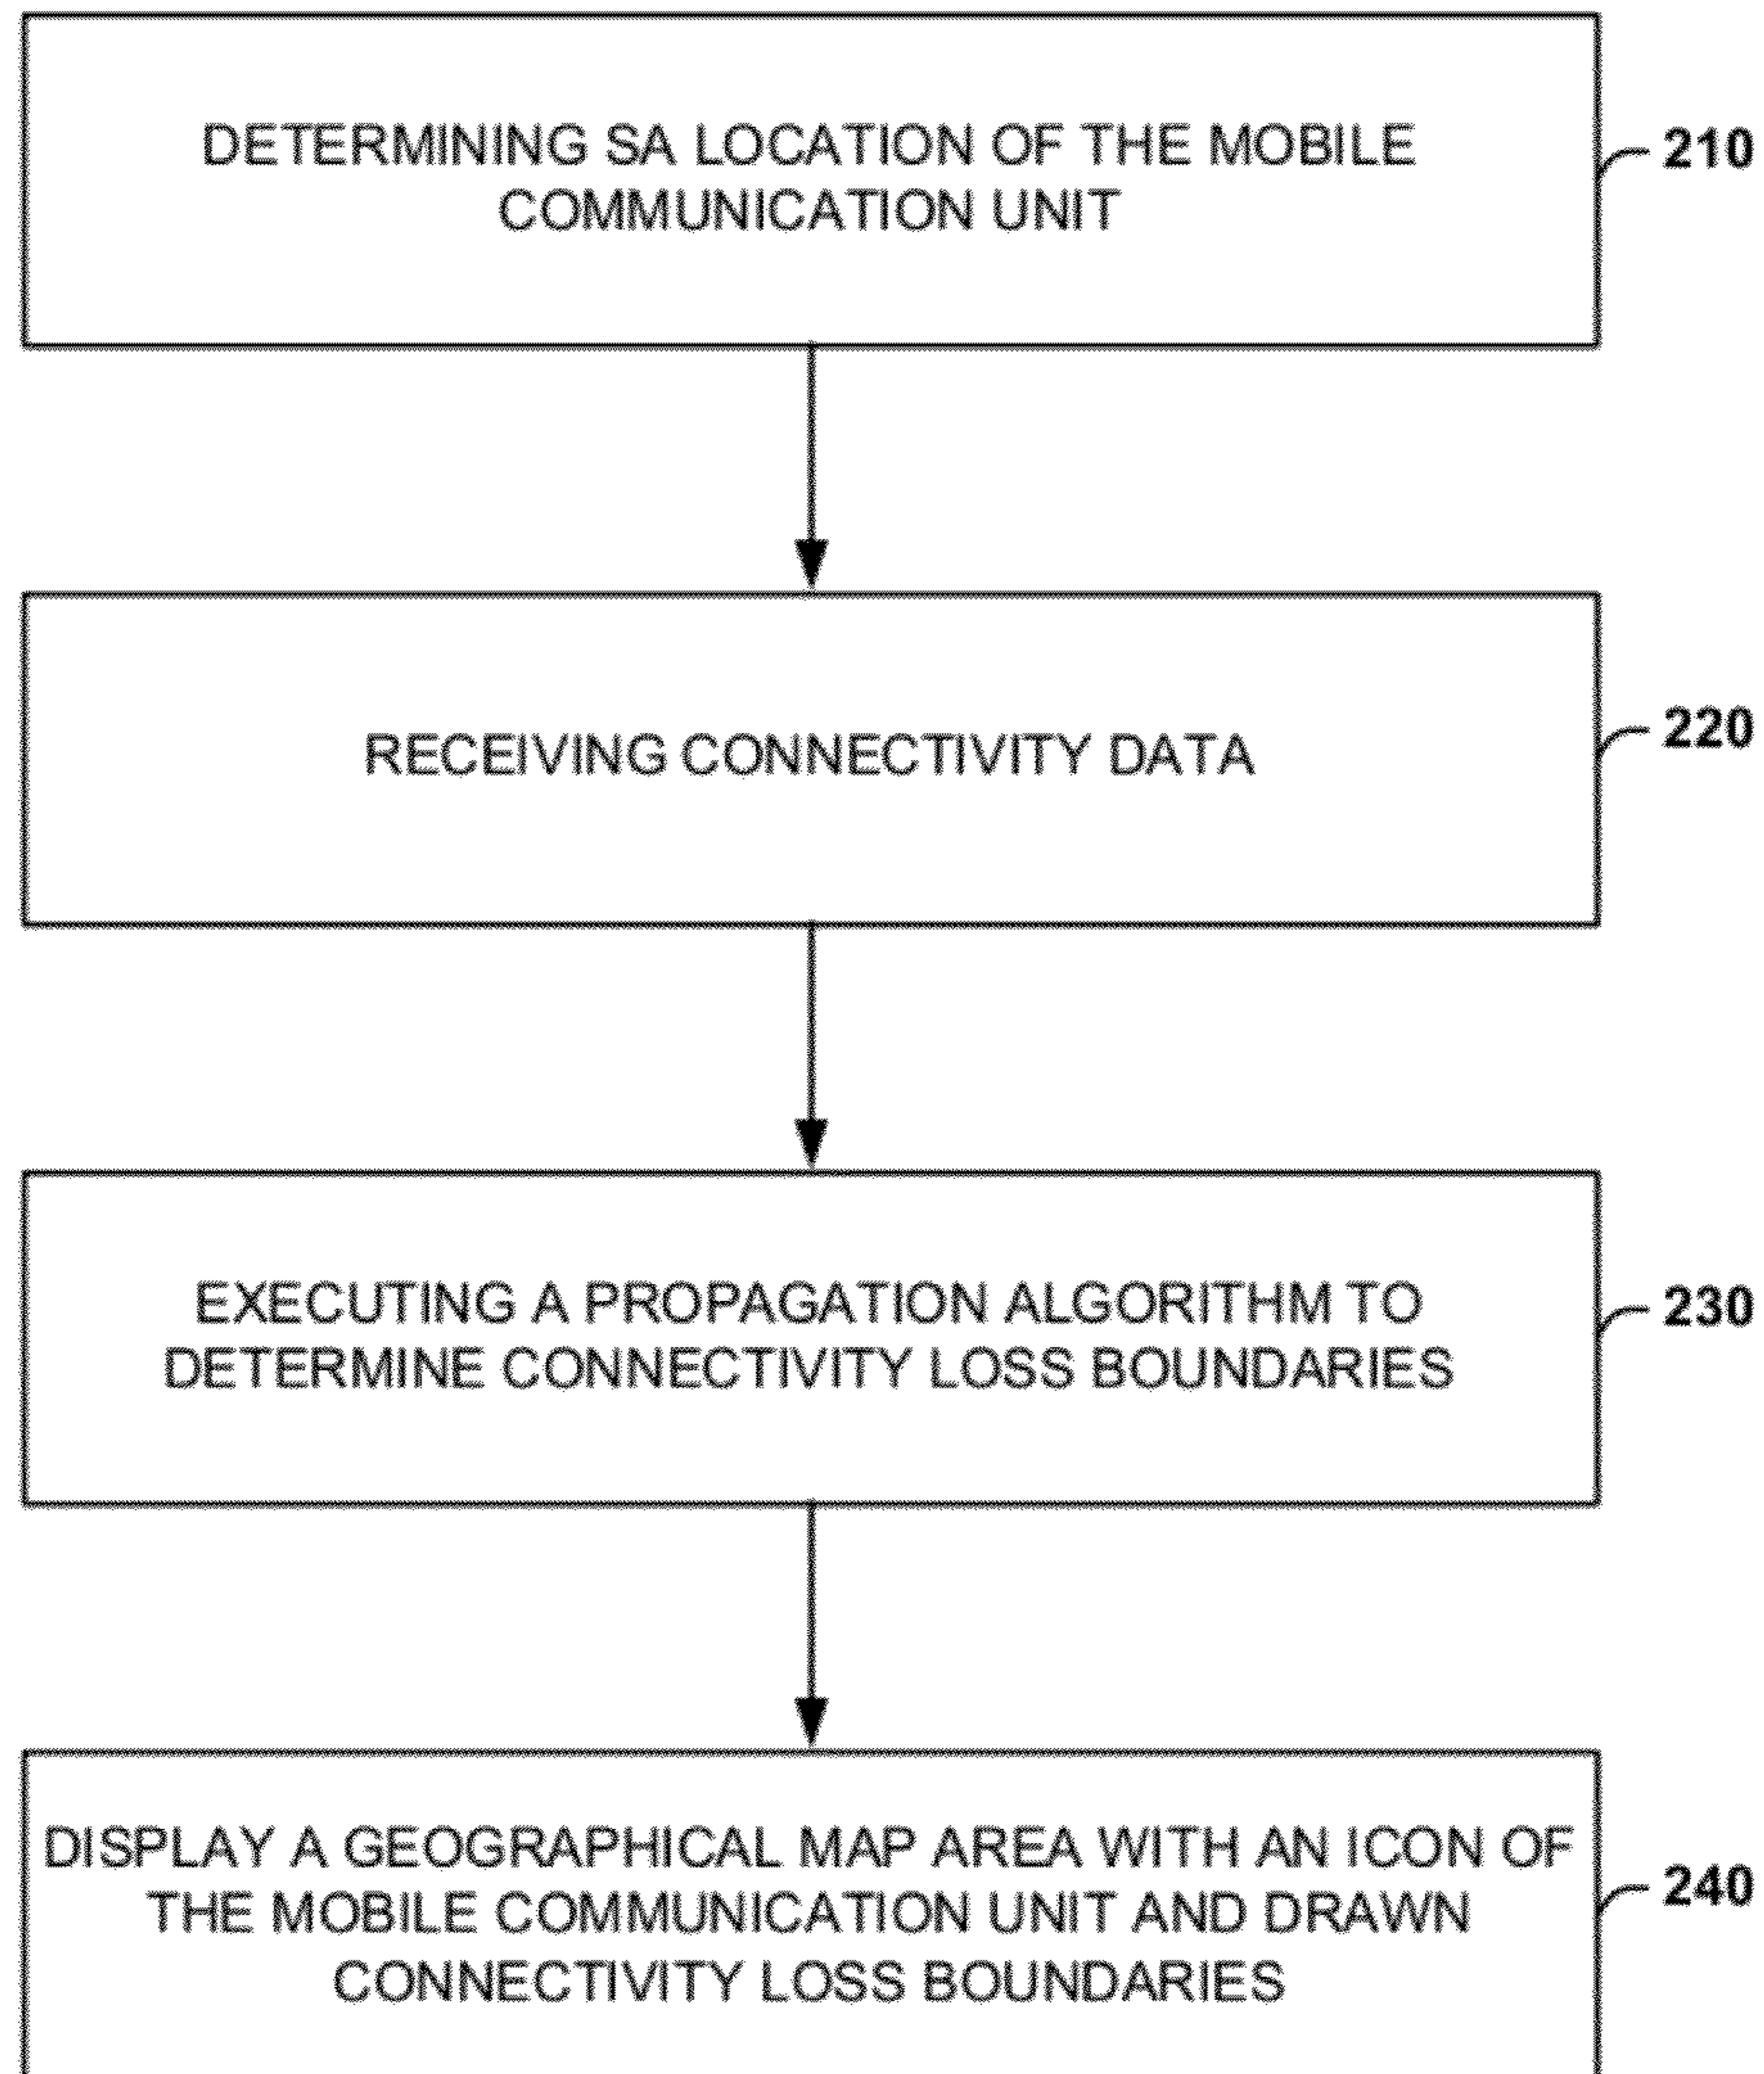 DETERMINING SA LOCATION OF THE MOBILE
COMMUNICATION UNIT
210
RECEIVING CONNECTIVITY DATA
220
EXECUTING A PROPAGATION ALGORITHM TO
DETERMINE CONNECTIVITY LOSS BOUNDARIES
230
DISPLAY A GEOGRAPHICAL MAP AREA WITH AN ICON OF
THE MOBILE COMMUNICATION UNIT AND DRAWN
CONNECTIVITY LOSS BOUNDARIES
240